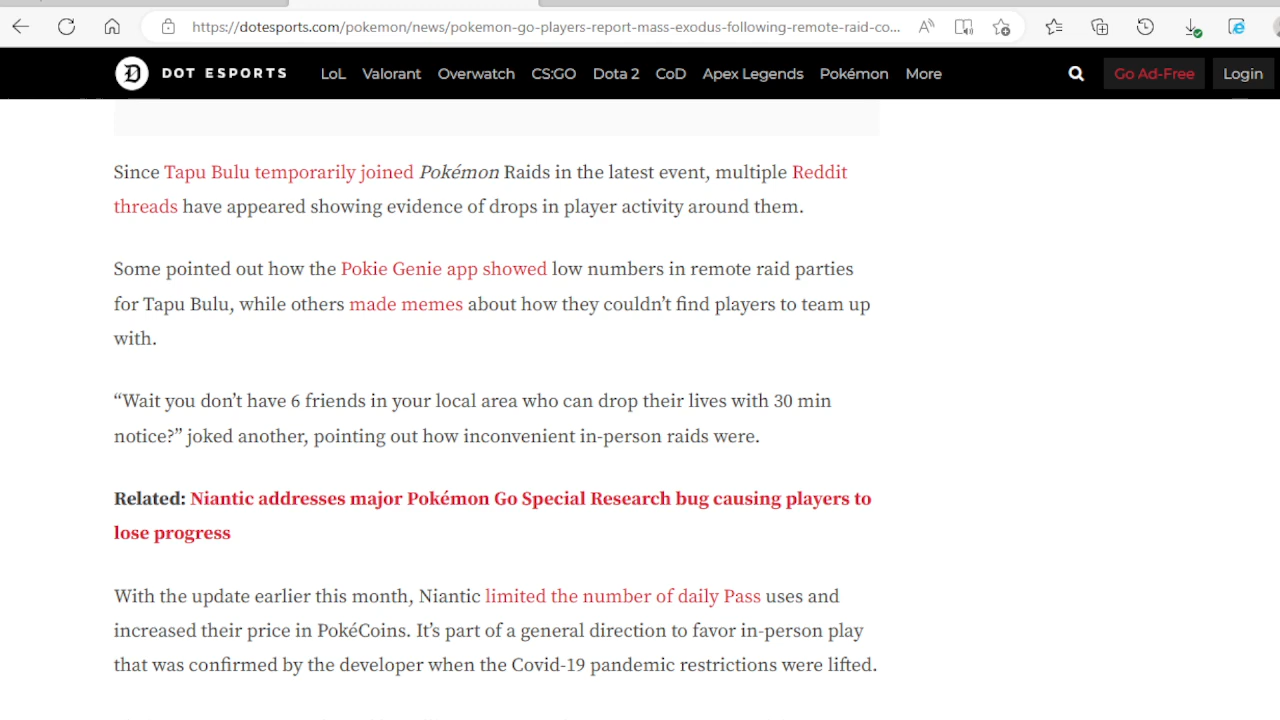 https://dotesports.com/pokemon/news/pokemon-go-players-report-mass-exodus-following-remote-raid-co...
DOT ESPORTS LoL Valorant Overwatch CS:GO Dota 2 CoD Apex Legends Pokémon More Go Ad-Free Login
Since Tapu Bulu temporarily joined Pokémon Raids in the latest event, multiple Reddit
threads have appeared showing evidence of drops in player activity around them.
Some pointed out how the Pokie Genie app showed low numbers in remote raid parties
for Tapu Bulu, while others made memes about how they couldn’t find players to team up
with.
“Wait you don’t have 6 friends in your local area who can drop their lives with 30 min
notice?” joked another, pointing out how inconvenient in-person raids were.
Related: Niantic addresses major Pokémon Go Special Research bug causing players to
lose progress
With the update earlier this month, Niantic limited the number of daily Pass uses and
increased their price in PokéCoins. It’s part of a general direction to favor in-person play
that was confirmed by the developer when the Covid-19 pandemic restrictions were lifted.